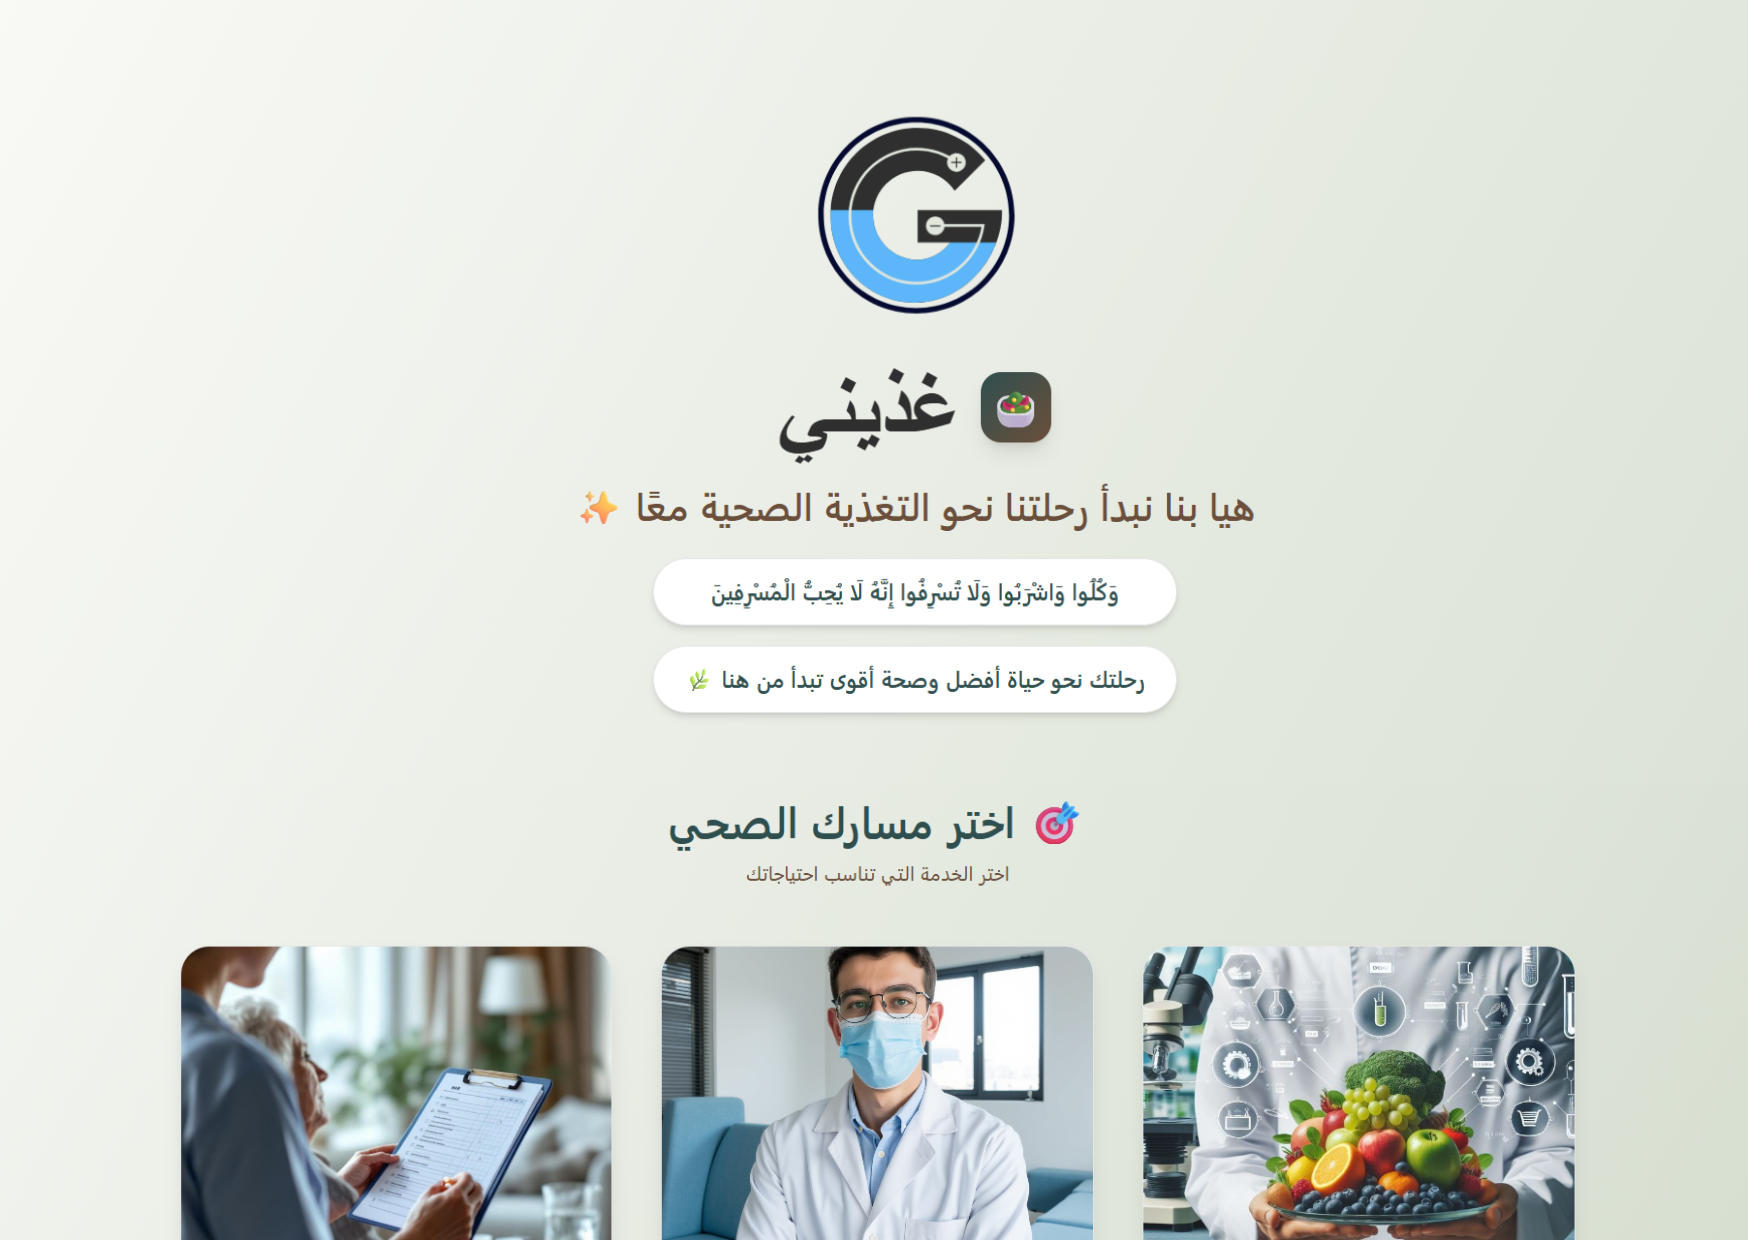 غذيني
هيا بنا نبدأ رحلتنا نحو التغذية الصحية معًا ✨
وَكُلُوا وَاشْرَبُوا وَلَا تُسْرِفُوا إِنَّهُ لَا يُحِبُّ الْمُسْرِفِينَ
رحلتك نحو حياة أفضل وصحة أقوى تبدأ من هنا 🌿
🎯 اختر مسارك الصحي
اختر الخدمة التي تناسب احتياجاتك